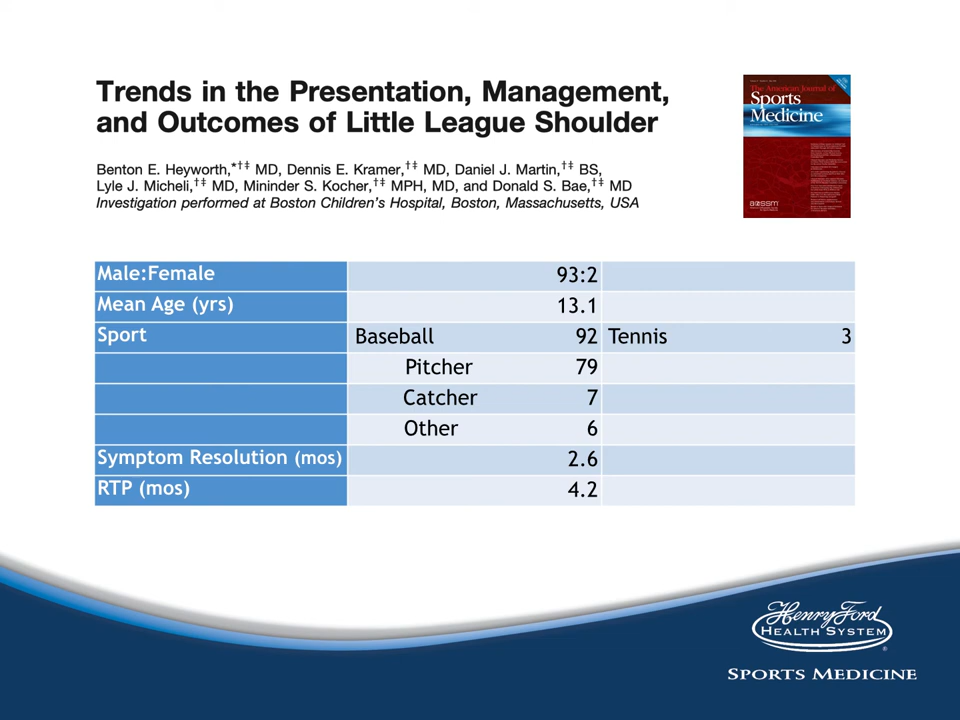 Trends in the Presentation, Management,
and Outcomes of Little League Shoulder
Benton E. Heyworth,*†‡ MD, Dennis E. Kramer,†‡ MD, Daniel J. Martin,†‡ BS,
Lyle J. Micheli,†‡ MD, Mininder S. Kocher,†‡ MPH, MD, and Donald S. Bae,†‡ MD
Investigation performed at Boston Children's Hospital, Boston, Massachusetts, USA
The American Journal of
Sports
Medicine
Male:Female 93:2
Mean Age (yrs) 13.1
Sport Baseball 92 Tennis 3
Pitcher 79
Catcher 7
Other 6
Symptom Resolution (mos) 2.6
RTP (mos) 4.2
Henry Ford
HEALTH SYSTEM
®
SPORTS MEDICINE